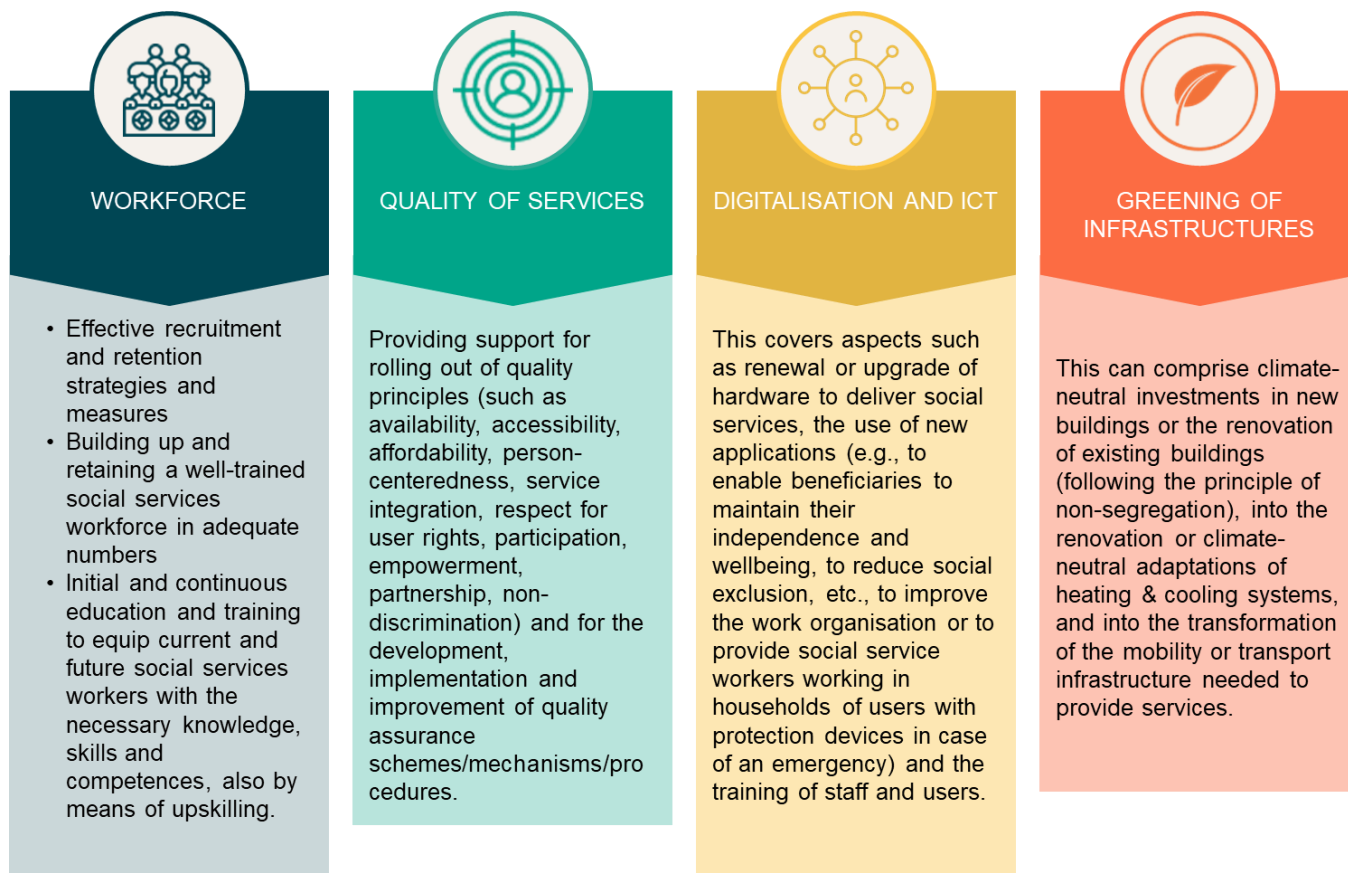 WORKFORCE
• Effective recruitment
and retention
strategies and
measures
• Building up and
retaining a well-trained
social services
workforce in adequate
numbers
• Initial and continuous
education and training
to equip current and
future social services
workers with the
necessary knowledge,
skills and
competences, also by
means of upskilling.
QUALITY OF SERVICES
Providing support for
rolling out of quality
principles (such as
availability, accessibility,
affordability, person-
centeredness, service
integration, respect for
user rights, participation,
empowerment,
partnership, non-
discrimination) and for the
development,
implementation and
improvement of quality
assurance
schemes/mechanisms/pro
cedures.
DIGITALISATION AND ICT
This covers aspects such
as renewal or upgrade of
hardware to deliver social
services, the use of new
applications (e.g., to
enable beneficiaries to
maintain their
independence and
wellbeing, to reduce social
exclusion, etc., to improve
the work organisation or to
provide social service
workers working in
households of users with
protection devices in case
of an emergency) and the
training of staff and users.
GREENING OF
INFRASTRUCTURES
This can comprise climate-
neutral investments in new
buildings or the renovation
of existing buildings
(following the principle of
non-segregation), into the
renovation or climate-
neutral adaptations of
heating & cooling systems,
and into the transformation
of the mobility or transport
infrastructure needed to
provide services.